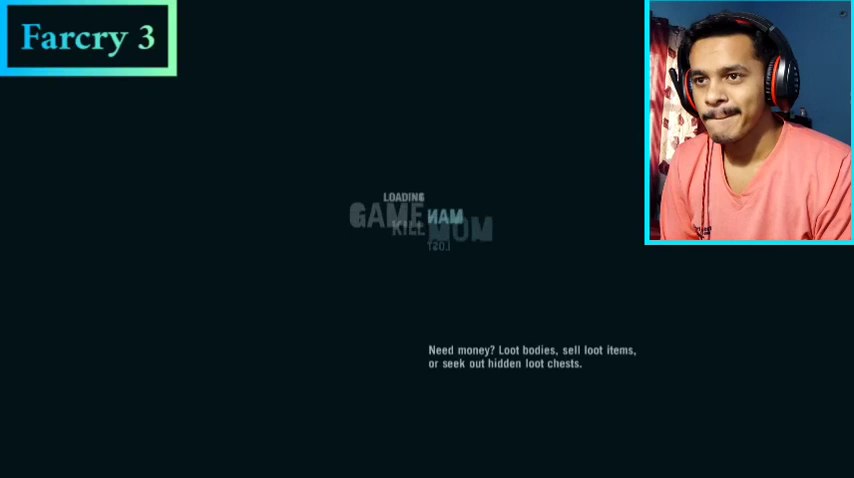 Farcry 3
LOADING
GAME
NAM
KILL
MOM
LOST
Need money? Loot bodies, sell loot items,
or seek out hidden loot chests.